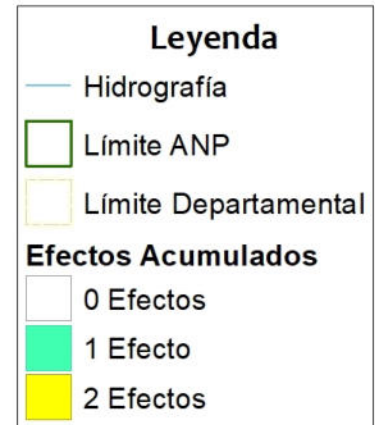 Leyenda
Hidrografía
Límite ANP
Límite Departamental
Efectos Acumulados
0 Efectos
1 Efecto
2 Efectos